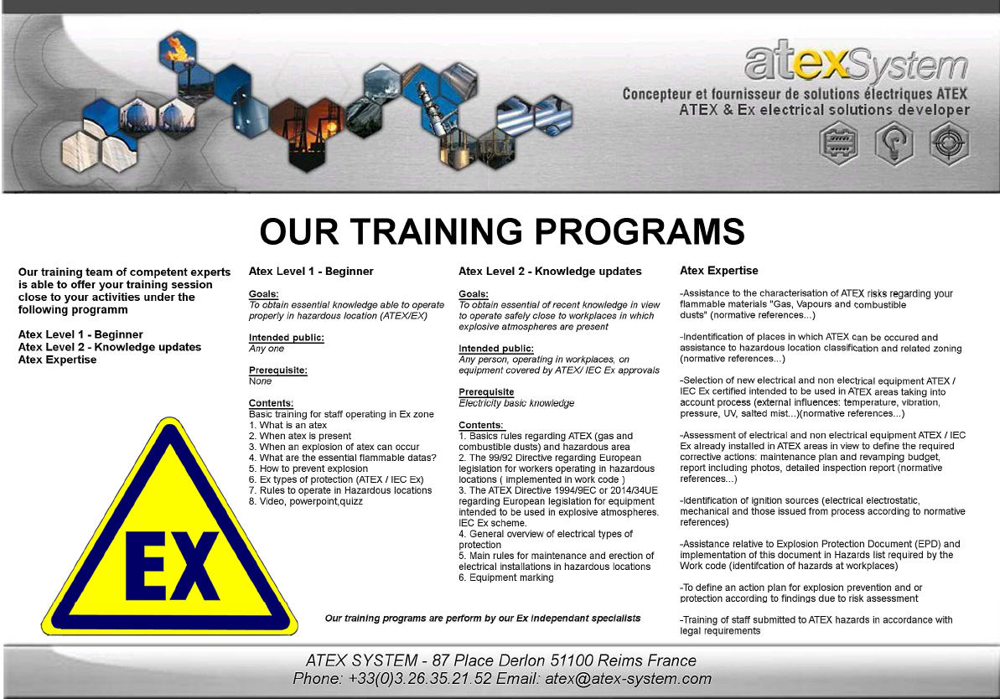 atexSystem
Concepteur et fournisseur de solutions électriques ATEX
ATEX & Ex electrical solutions developer
OUR TRAINING PROGRAMS
Our training team of competent experts
is able to offer your training session
close to your activities under the
following programm
Atex Level 1 - Beginner
Atex Level 2 - Knowledge updates
Atex Expertise
EX
Atex Level 1 - Beginner
Goals:
To obtain essential knowledge able to operate
properly in hazardous location (ATEX/EX)
Intended public:
Any one
Prerequisite:
None
Contents:
Basic training for staff operating in Ex zone
1. What is an atex
2. When atex is present
3. When an explosion of atex can occur
4. What are the essential flammable datas?
5. How to prevent explosion
6. Ex types of protection (ATEX / IEC Ex)
7. Rules to operate in Hazardous locations
8. Video, powerpoint,quizz
Atex Level 2 - Knowledge updates
Goals:
To obtain essential of recent knowledge in view
to operate safely close to workplaces in which
explosive atmospheres are present
Intended public:
Any person, operating in workplaces, on
equipment covered by ATEX/ IEC Ex approvals
Prerequisite
Electricity basic knowledge
Contents:
1. Basics rules regarding ATEX (gas and
combustible dusts) and hazardous area
2. The 99/92 Directive regarding European
legislation for workers operating in hazardous
locations ( implemented in work code )
3. The ATEX Directive 1994/9EC or 2014/34UE
regarding European legislation for equipment
intended to be used in explosive atmospheres.
IEC Ex scheme.
4. General overview of electrical types of
protection
5. Main rules for maintenance and erection of
electrical installations in hazardous locations
6. Equipment marking
Atex Expertise
-Assistance to the characterisation of ATEX risks regarding your
flammable materials "Gas, Vapours and combustible
dusts" (normative references...)
-Indentification of places in which ATEX can be occured and
assistance to hazardous location classification and related zoning
(normative references...)
-Selection of new electrical and non electrical equipment ATEX /
IEC Ex certified intended to be used in ATEX areas taking into
account process (external influences: temperature, vibration,
pressure, UV, salted mist...)(normative references...)
-Assessment of electrical and non electrical equipment ATEX / IEC
Ex already installed in ATEX areas in view to define the required
corrective actions: maintenance plan and revamping budget,
report including photos, detailed inspection report (normative
references...)
-Identification of ignition sources (electrical electrostatic,
mechanical and those issued from process according to normative
references)
-Assistance relative to Explosion Protection Document (EPD) and
implementation of this document in Hazards list required by the
Work code (identifcation of hazards at workplaces)
-To define an action plan for explosion prevention and or
protection according to findings due to risk assessment
-Training of staff submitted to ATEX hazards in accordance with
legal requirements
Our training programs are perform by our Ex independant specialists
ATEX SYSTEM - 87 Place Derlon 51100 Reims France
Phone: +33(0)3.26.35.21.52 Email: atex@atex-system.com